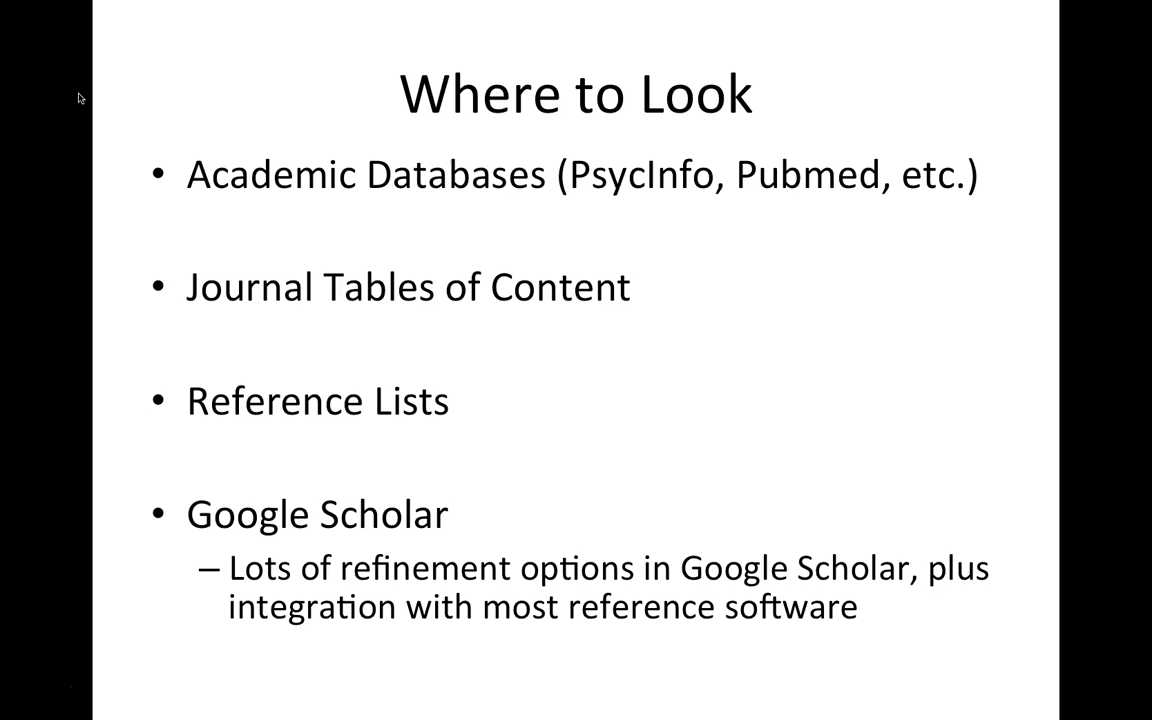 Where to Look
• Academic Databases (PsycInfo, Pubmed, etc.)
• Journal Tables of Content
• Reference Lists
• Google Scholar
– Lots of refinement options in Google Scholar, plus
integration with most reference software